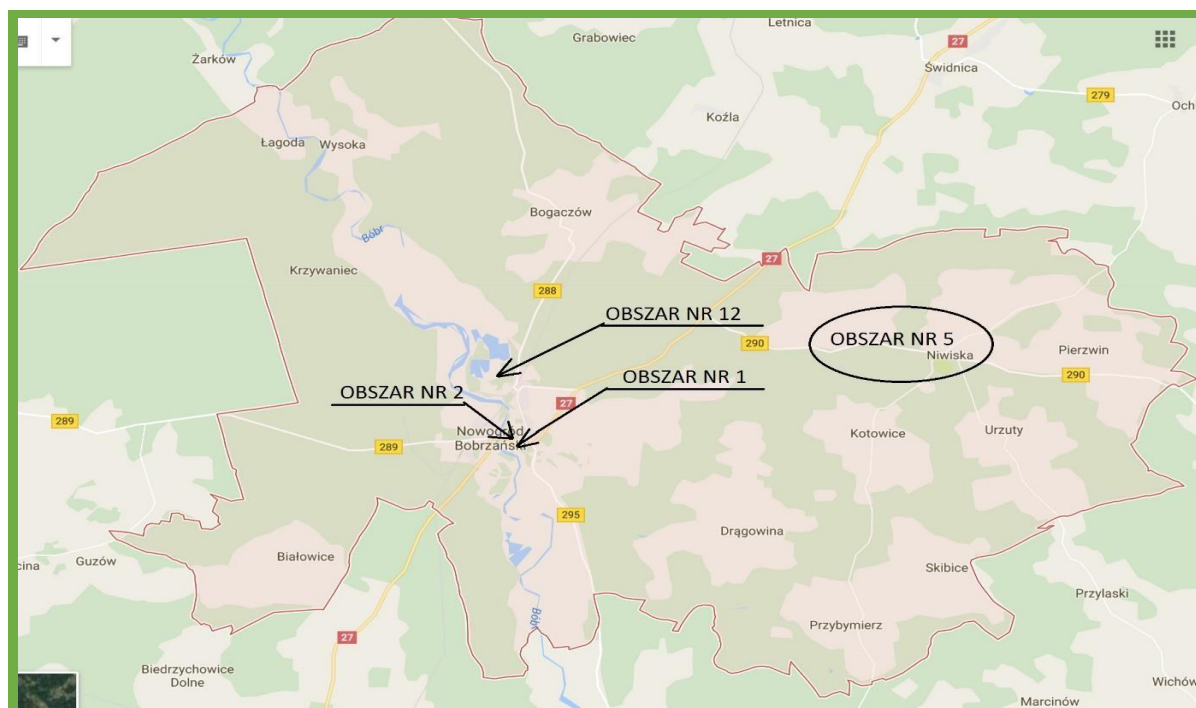 Letnica
Grabowiec
27
Żarków
Świdnica
279
Och
Koźla
Łagoda
Wysoka
Bogaczów
Bóbr
27
Krzywaniec
288
OBSZAR NR 12
290
OBSZAR NR 5
Niwiska
Pierzwin
290
OBSZAR NR 2
OBSZAR NR 1
27
289
289
Nowogród
Bobrzański
Kotowice
Urzuty
295
Drągowina
Białowice
cina
Guzów
Skibice
Przylaski
Bóbr
Przybymierz
27
Biedrzychowice
Dolne
Wichów
Marcinów